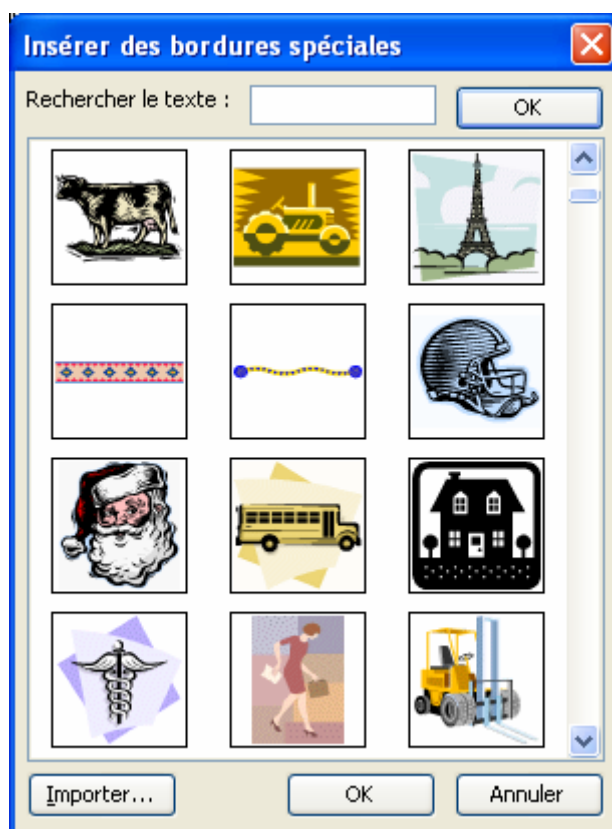 Insérer des bordures spéciales
Rechercher le texte :
OK
Importer...
OK
Annuler